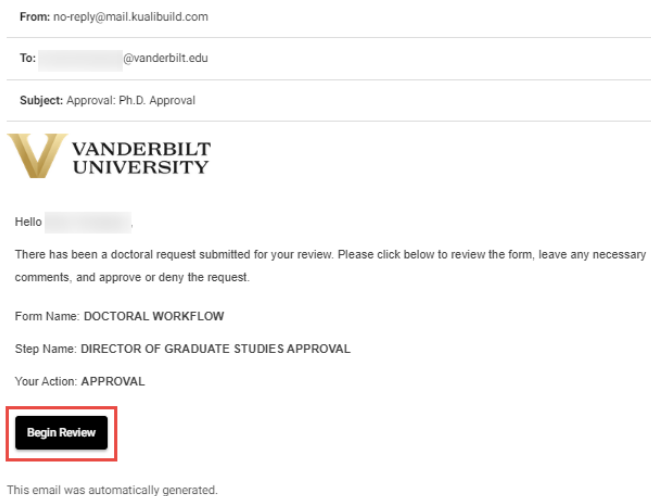 From: no-reply@mail.kualibuild.com
To: @vanderbilt.edu
Subject: Approval: Ph.D. Approval
VANDERBILT
UNIVERSITY
Hello ,
There has been a doctoral request submitted for your review. Please click below to review the form, leave any necessary
comments, and approve or deny the request.
Form Name: DOCTORAL WORKFLOW
Step Name: DIRECTOR OF GRADUATE STUDIES APPROVAL
Your Action: APPROVAL
Begin Review
This email was automatically generated.